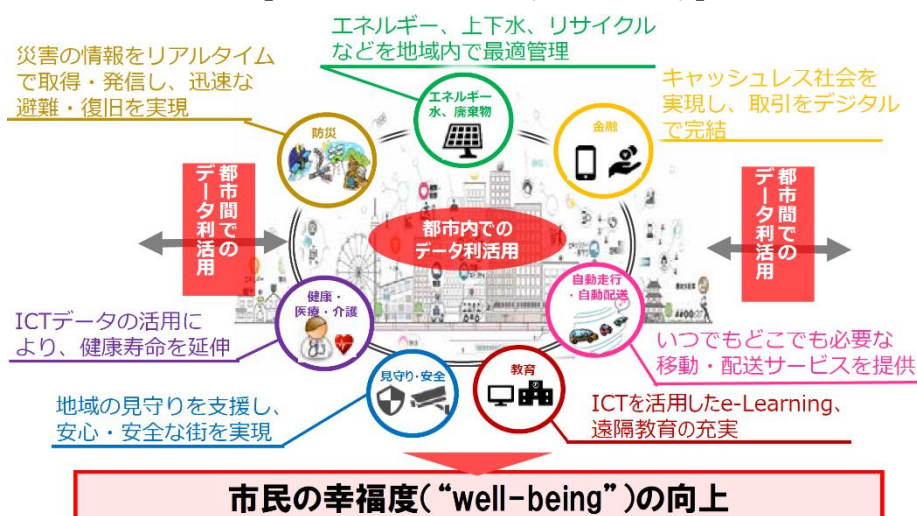 エネルギー、上下水、リサイクル
などを地域内で最適管理
災害の情報をリアルタイム
で取得・発信し、迅速な
避難・復旧を実現
キャッシュレス社会を
実現し、取引をデジタル
で完結
エネルギー
水、廃棄物
防災
金融
都市間での
データ利活用
都市内での
データ利活用
都市間での
データ利活用
健康・
医療・介護
自動走行
・自動配送
ICTデータの活用に
より、健康寿命を延伸
いつでもどこでも必要な
移動・配送サービスを提供
見守り・安全
教育
地域の見守りを支援し、
安心・安全な街を実現
ICTを活用したe-Learning、
遠隔教育の充実
市民の幸福度(“well-being”)の向上